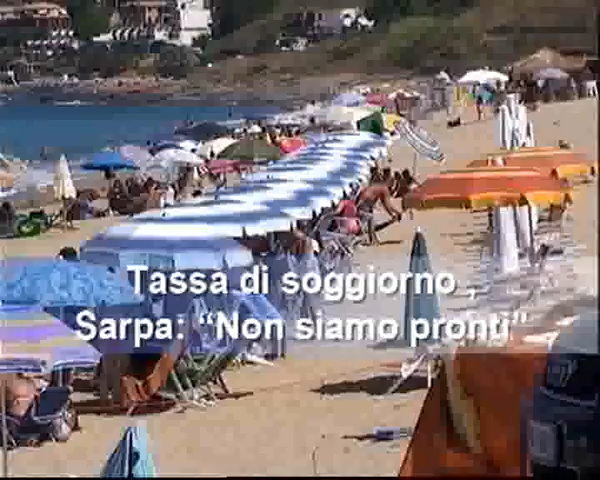 Tassa di soggiorno ,
Sarpa: “Non siamo pronti”